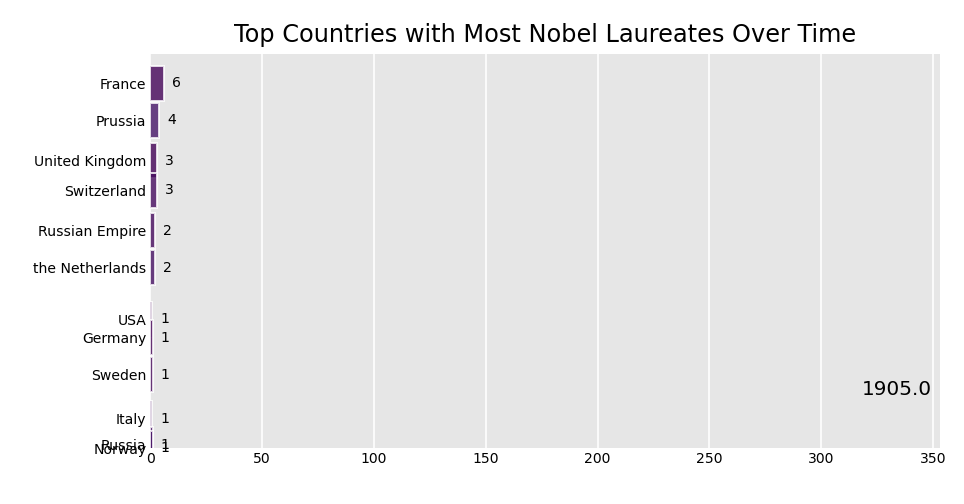 Top Countries with Most Nobel Laureates Over Time
France 6
Prussia 4
United Kingdom 3
Switzerland 3
Russian Empire 2
the Netherlands 2
USA 1
Germany 1
Sweden 1
1905.0
Italy 1
Russia 1
Norway 1
0 50 100 150 200 250 300 350